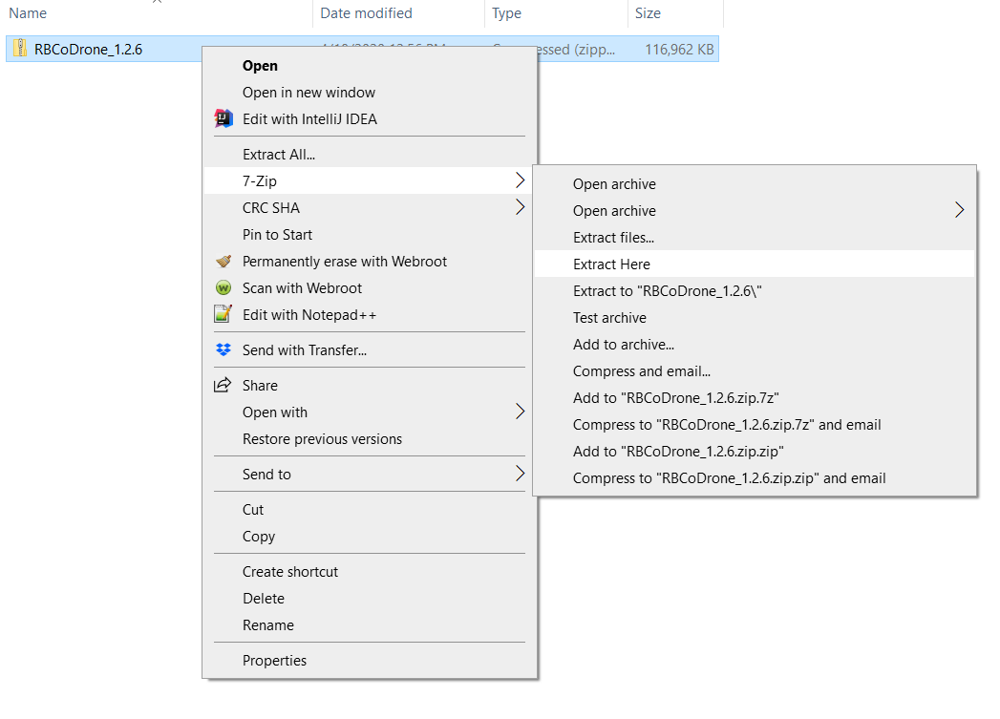 Name Date modified Type Size
RBCoDrone_1.2.6 essed (zipp... 116,962 KB
Open
Open in new window
Edit with IntelliJ IDEA
Extract All...
7-Zip
CRC SHA
Pin to Start
Permanently erase with Webroot
Scan with Webroot
Edit with Notepad++
Send with Transfer...
Share
Open with
Restore previous versions
Send to
Cut
Copy
Create shortcut
Delete
Rename
Properties
Open archive
Open archive
Extract files...
Extract Here
Extract to "RBCoDrone_1.2.6\"
Test archive
Add to archive...
Compress and email...
Add to "RBCoDrone_1.2.6.zip.7z"
Compress to "RBCoDrone_1.2.6.zip.7z" and email
Add to "RBCoDrone_1.2.6.zip.zip"
Compress to "RBCoDrone_1.2.6.zip.zip" and email